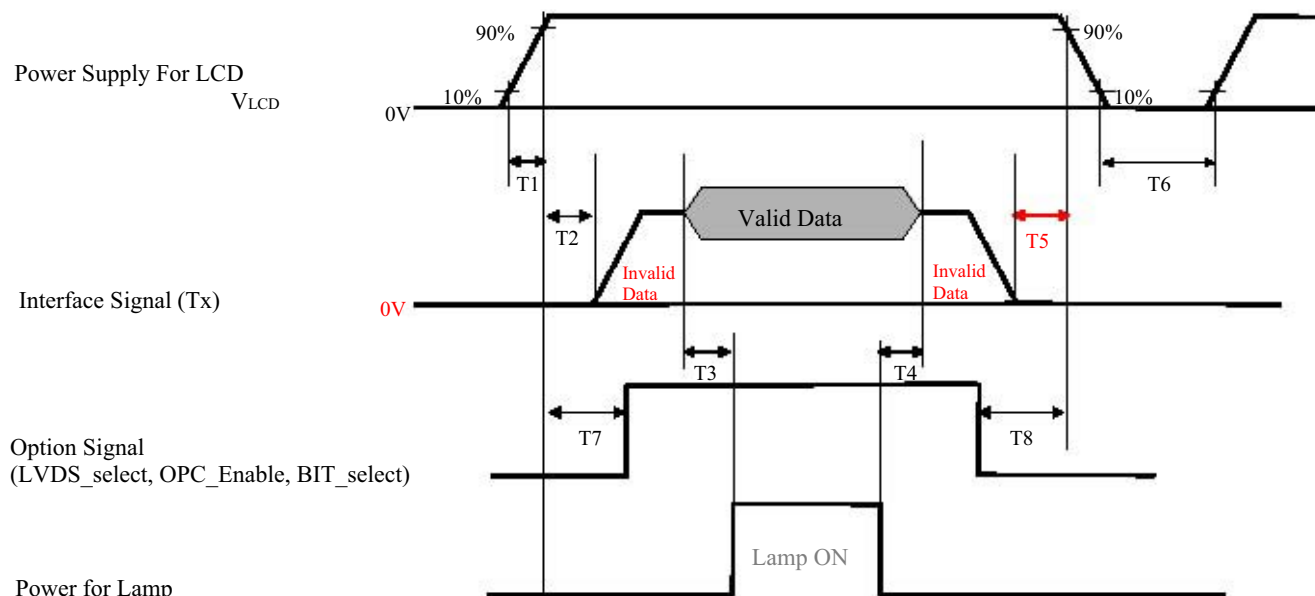 90%
90%
Power Supply For LCD
VLCD
10%
10%
0V
T1
T6
T2
Valid Data
T5
Invalid
Data
Invalid
Data
Interface Signal (Tx)
0V
T3
T4
T7
T8
Option Signal
(LVDS_select, OPC_Enable, BIT_select)
Lamp ON
Power for Lamp